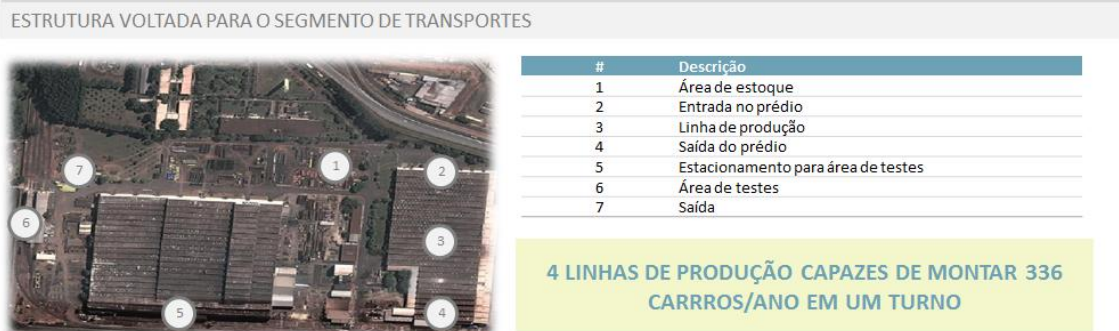 ESTRUTURA VOLTADA PARA O SEGMENTO DE TRANSPORTES
1
2
3
4
5
6
7
# Descrição
1 Área de estoque
2 Entrada no prédio
3 Linha de produção
4 Saída do prédio
5 Estacionamento para área de testes
6 Área de testes
7 Saída
4 LINHAS DE PRODUÇÃO CAPAZES DE MONTAR 336
CARRROS/ANO EM UM TURNO